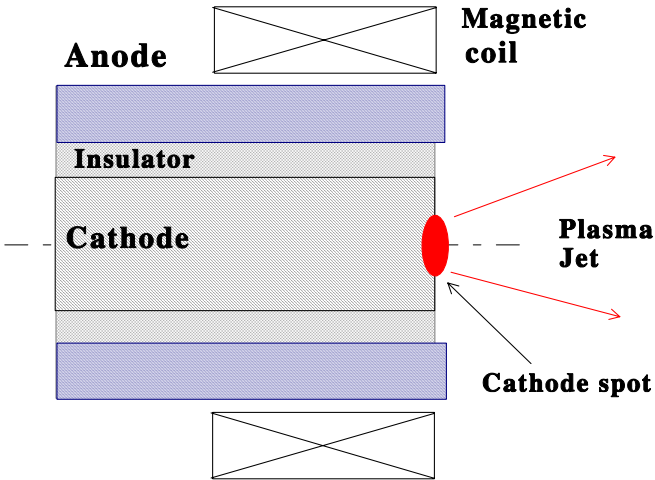 Magnetic
coil
Anode
Insulator
Cathode
Plasma
Jet
Cathode spot